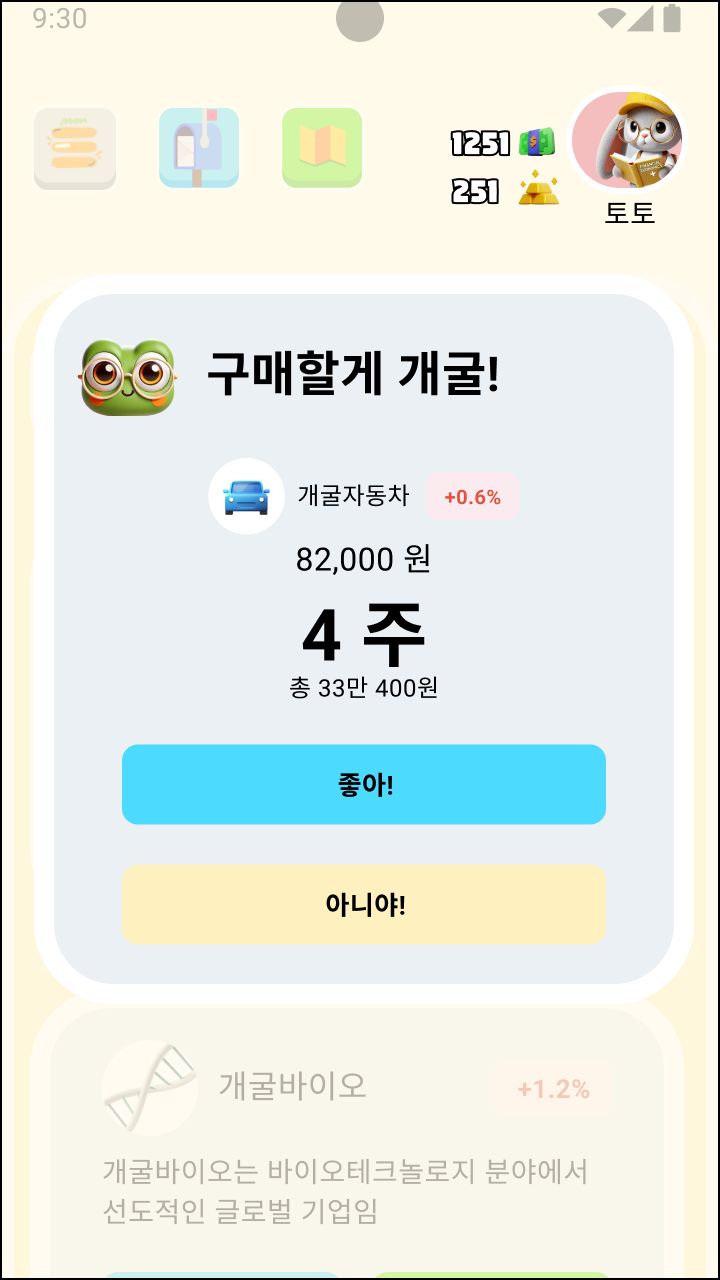 9:30
1251
251
토토
구매할게 개굴!
개굴자동차 +0.6%
82,000 원
4 주
총 33만 400원
좋아!
아니야!
개굴바이오 +1.2%
개굴바이오는 바이오테크놀로지 분야에서
선도적인 글로벌 기업임